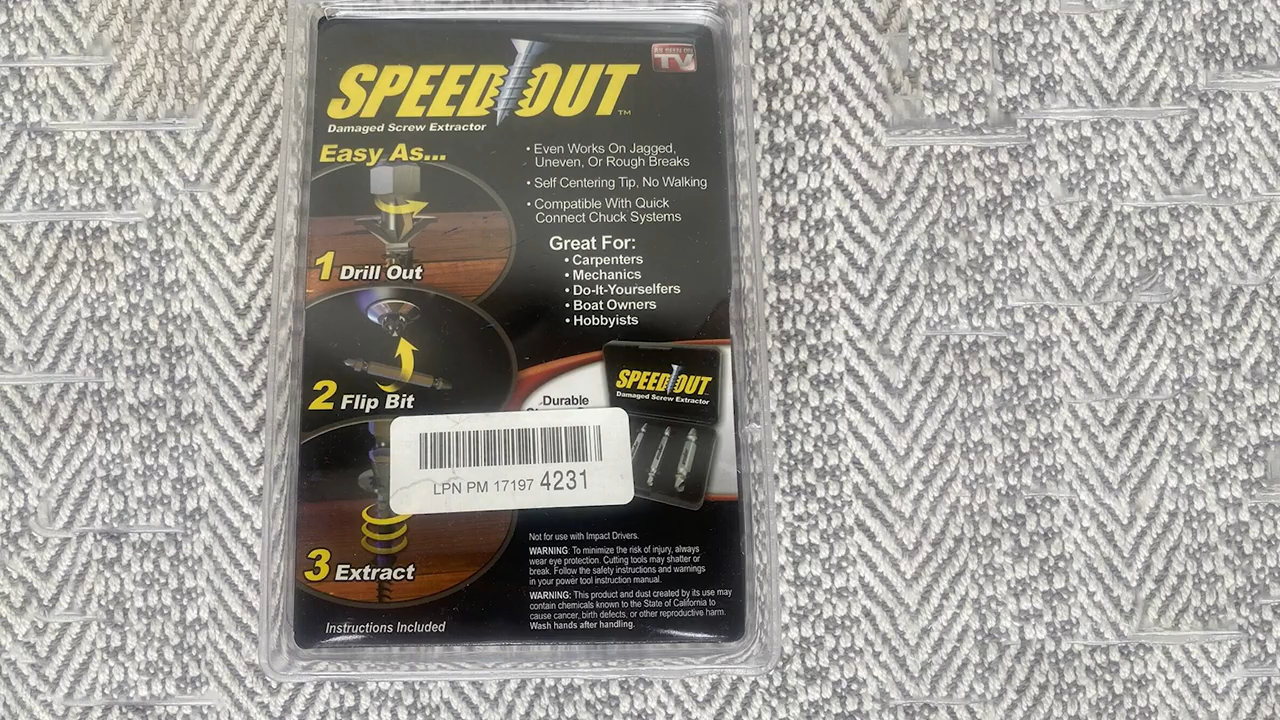 SPEED OUT™
AS SEEN ON
TV
Damaged Screw Extractor
Easy As...
• Even Works On Jagged,
Uneven, Or Rough Breaks
• Self Centering Tip, No Walking
• Compatible With Quick
Connect Chuck Systems
Great For:
• Carpenters
• Mechanics
• Do-It-Yourselfers
• Boat Owners
• Hobbyists
1 Drill Out
2 Flip Bit
3 Extract
Durable
SPEED OUT
Damaged Screw Extractor
LPN PM 17197 4231
Not for use with Impact Drivers.
WARNING: To minimize the risk of injury, always
wear eye protection. Cutting tools may shatter or
break. Follow the safety instructions and warnings
in your power tool instruction manual.
WARNING: This product and dust created by its use may
contain chemicals known to the State of California to
cause cancer, birth defects, or other reproductive harm.
Wash hands after handling.
Instructions Included